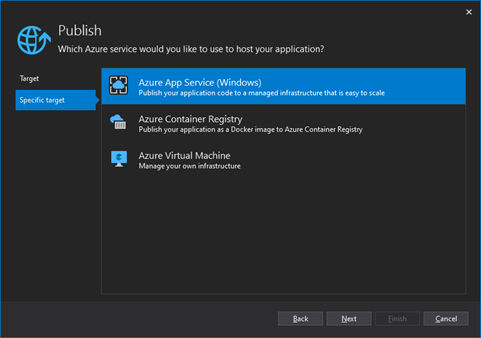 Publish
Which Azure service would you like to use to host your application?
Target
Specific target
Azure App Service (Windows)
Publish your application code to a managed infrastructure that is easy to scale
Azure Container Registry
Publish your application as a Docker image to Azure Container Registry
Azure Virtual Machine
Manage your own infrastructure
Back
Next
Finish
Cancel